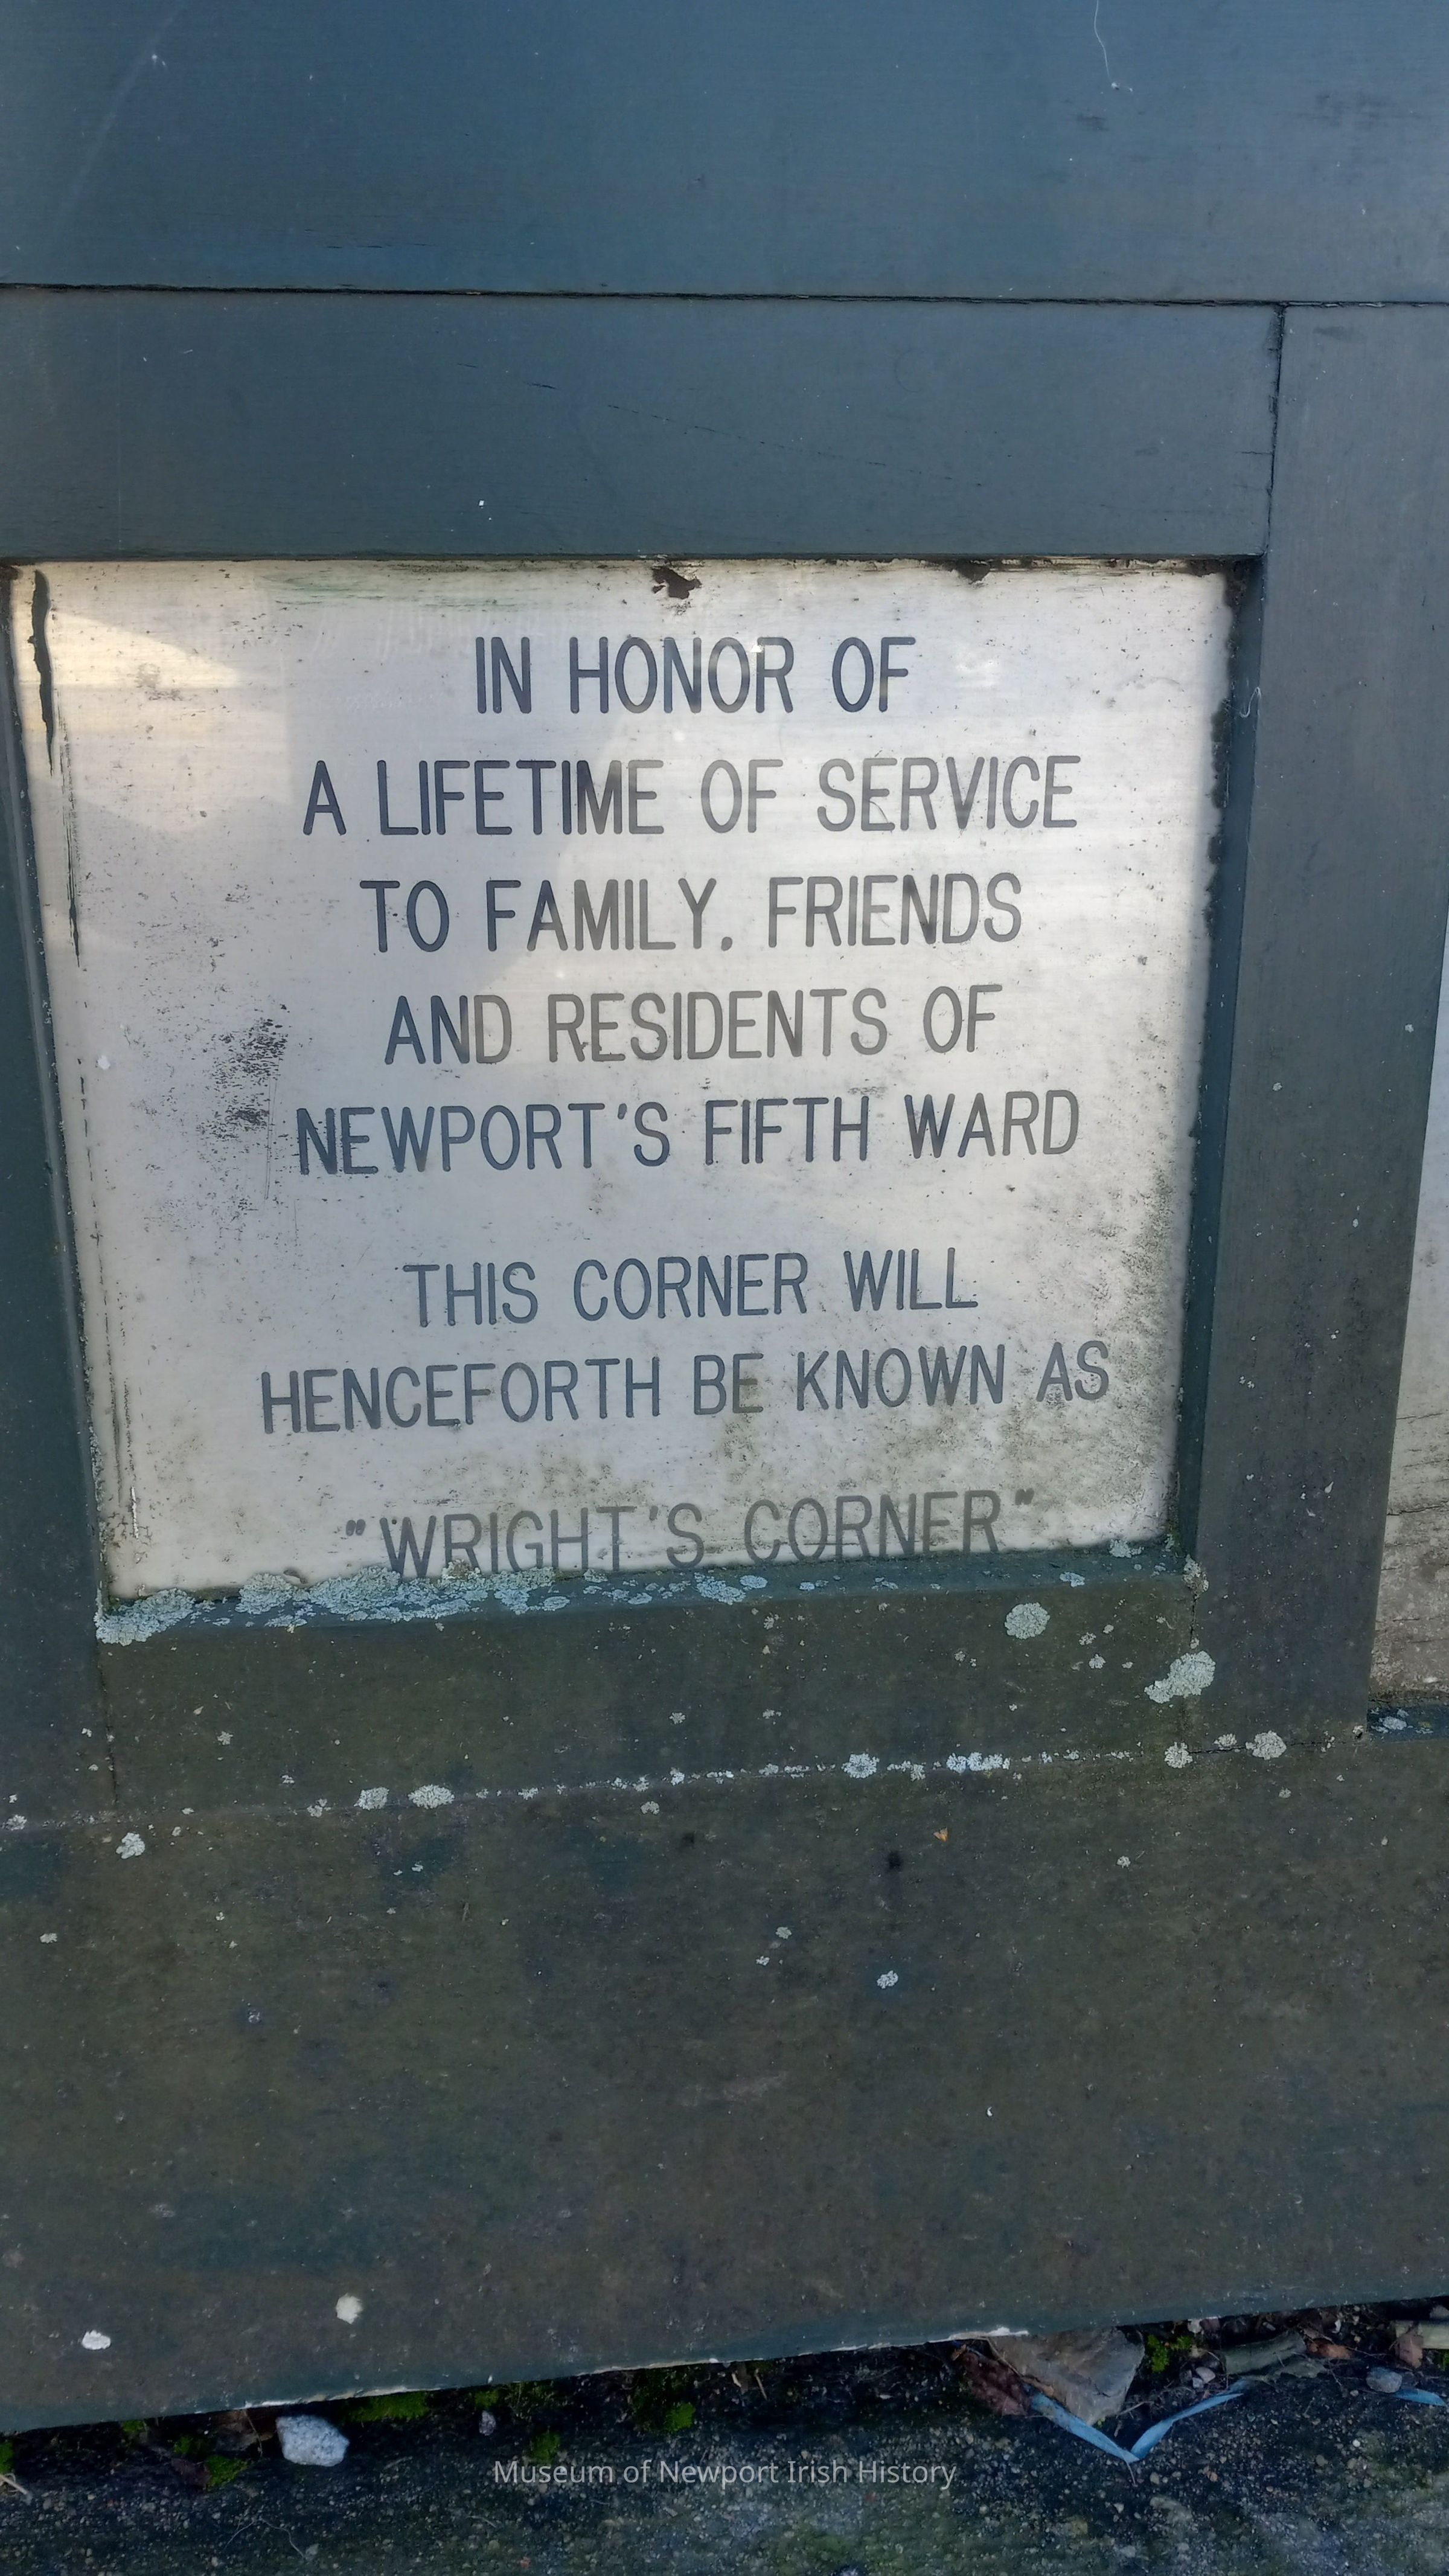 IN HONOR OF
A LIFETIME OF SERVICE
TO FAMILY, FRIENDS
AND RESIDENTS OF
NEWPORT'S FIFTH WARD
THIS CORNER WILL
HENCEFORTH BE KNOWN AS
"WRIGHT'S CORNER"
Museum of Newport Irish History